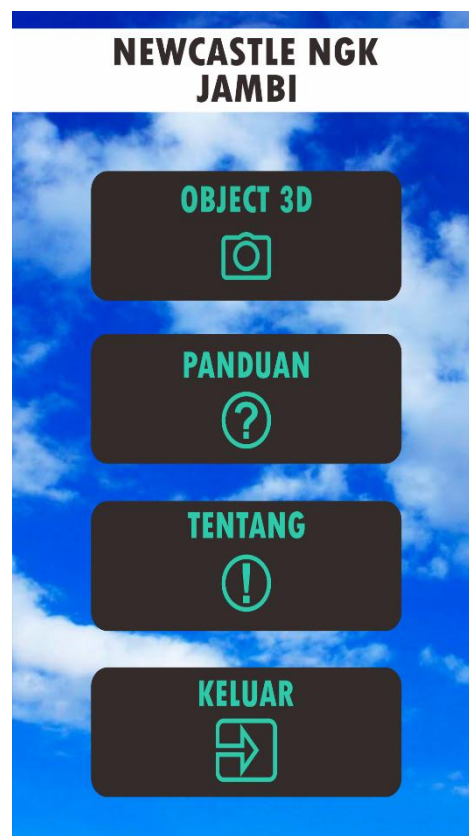 NEWCASTLE NGK
JAMBI
OBJECT 3D
PANDUAN
TENTANG
KELUAR